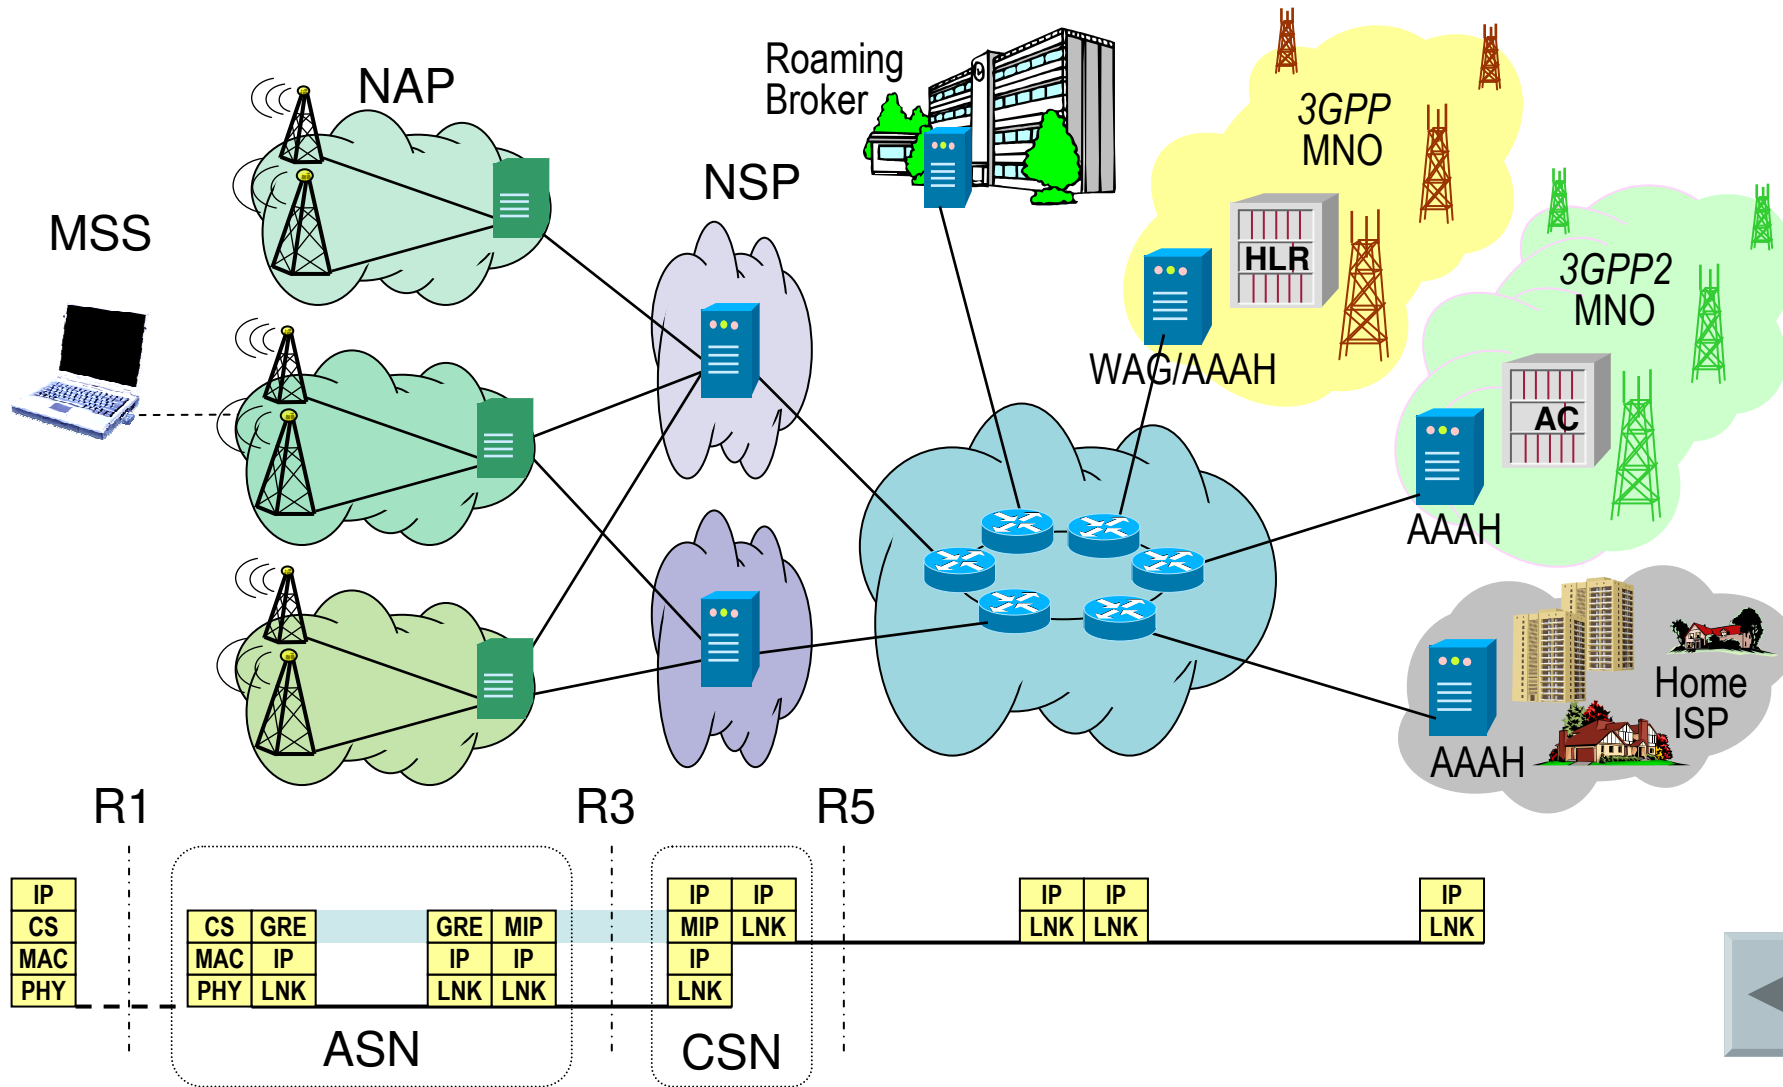 NAP
Roaming
Broker
3GPP
MNO
NSP
MSS
HLR
3GPP2
MNO
WAG/AAAH
AC
AAAH
Home
ISP
AAAH
R1
R3
R5
IP
IP
IP
IP
IP
IP
CS
CS
GRE
GRE
MIP
MIP
LNK
LNK
LNK
LNK
MAC
MAC
IP
IP
IP
IP
PHY
PHY
LNK
LNK
LNK
LNK
ASN
CSN